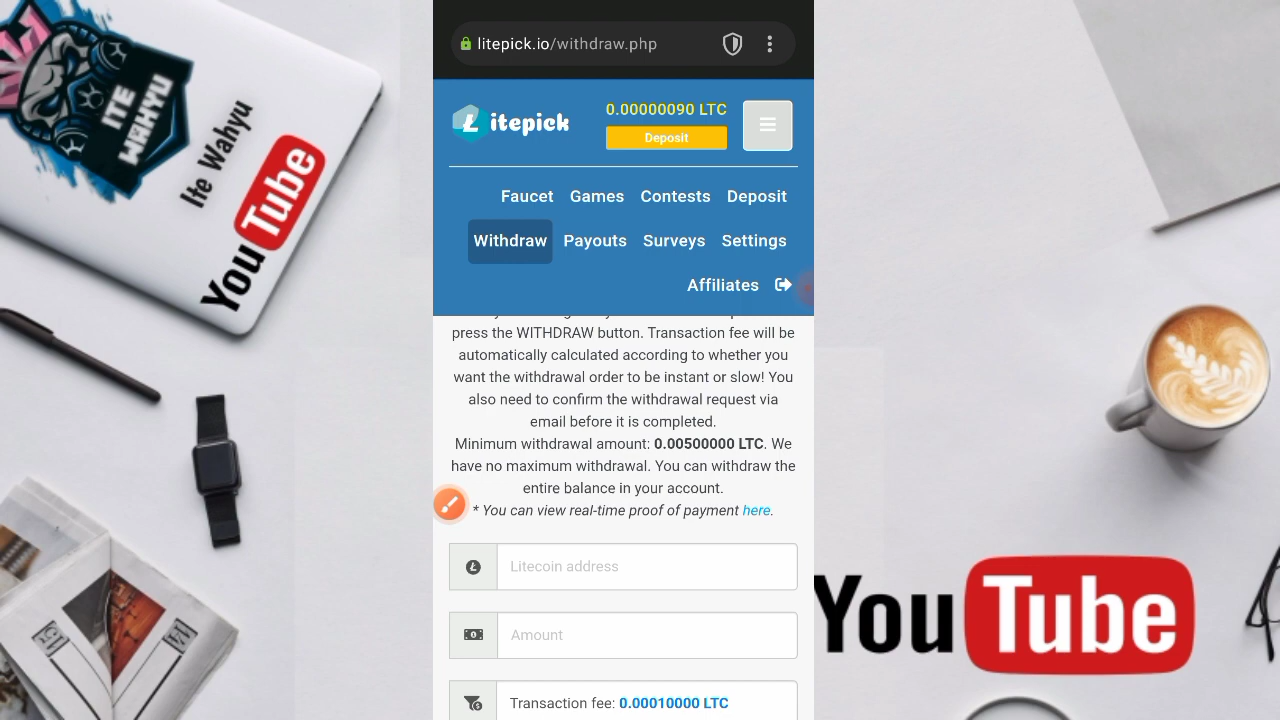 ITE
WAHYU
Ite Wahyu
YouTube
litepick.io/withdraw.php
Litepick
0.00000090 LTC
Deposit
Faucet Games Contests Deposit
Withdraw Payouts Surveys Settings
Affiliates
press the WITHDRAW button. Transaction fee will be
automatically calculated according to whether you
want the withdrawal order to be instant or slow! You
also need to confirm the withdrawal request via
email before it is completed.
Minimum withdrawal amount: 0.00500000 LTC. We
have no maximum withdrawal. You can withdraw the
entire balance in your account.
* You can view real-time proof of payment here.
Litecoin address
Amount
Transaction fee: 0.00010000 LTC
YouTube